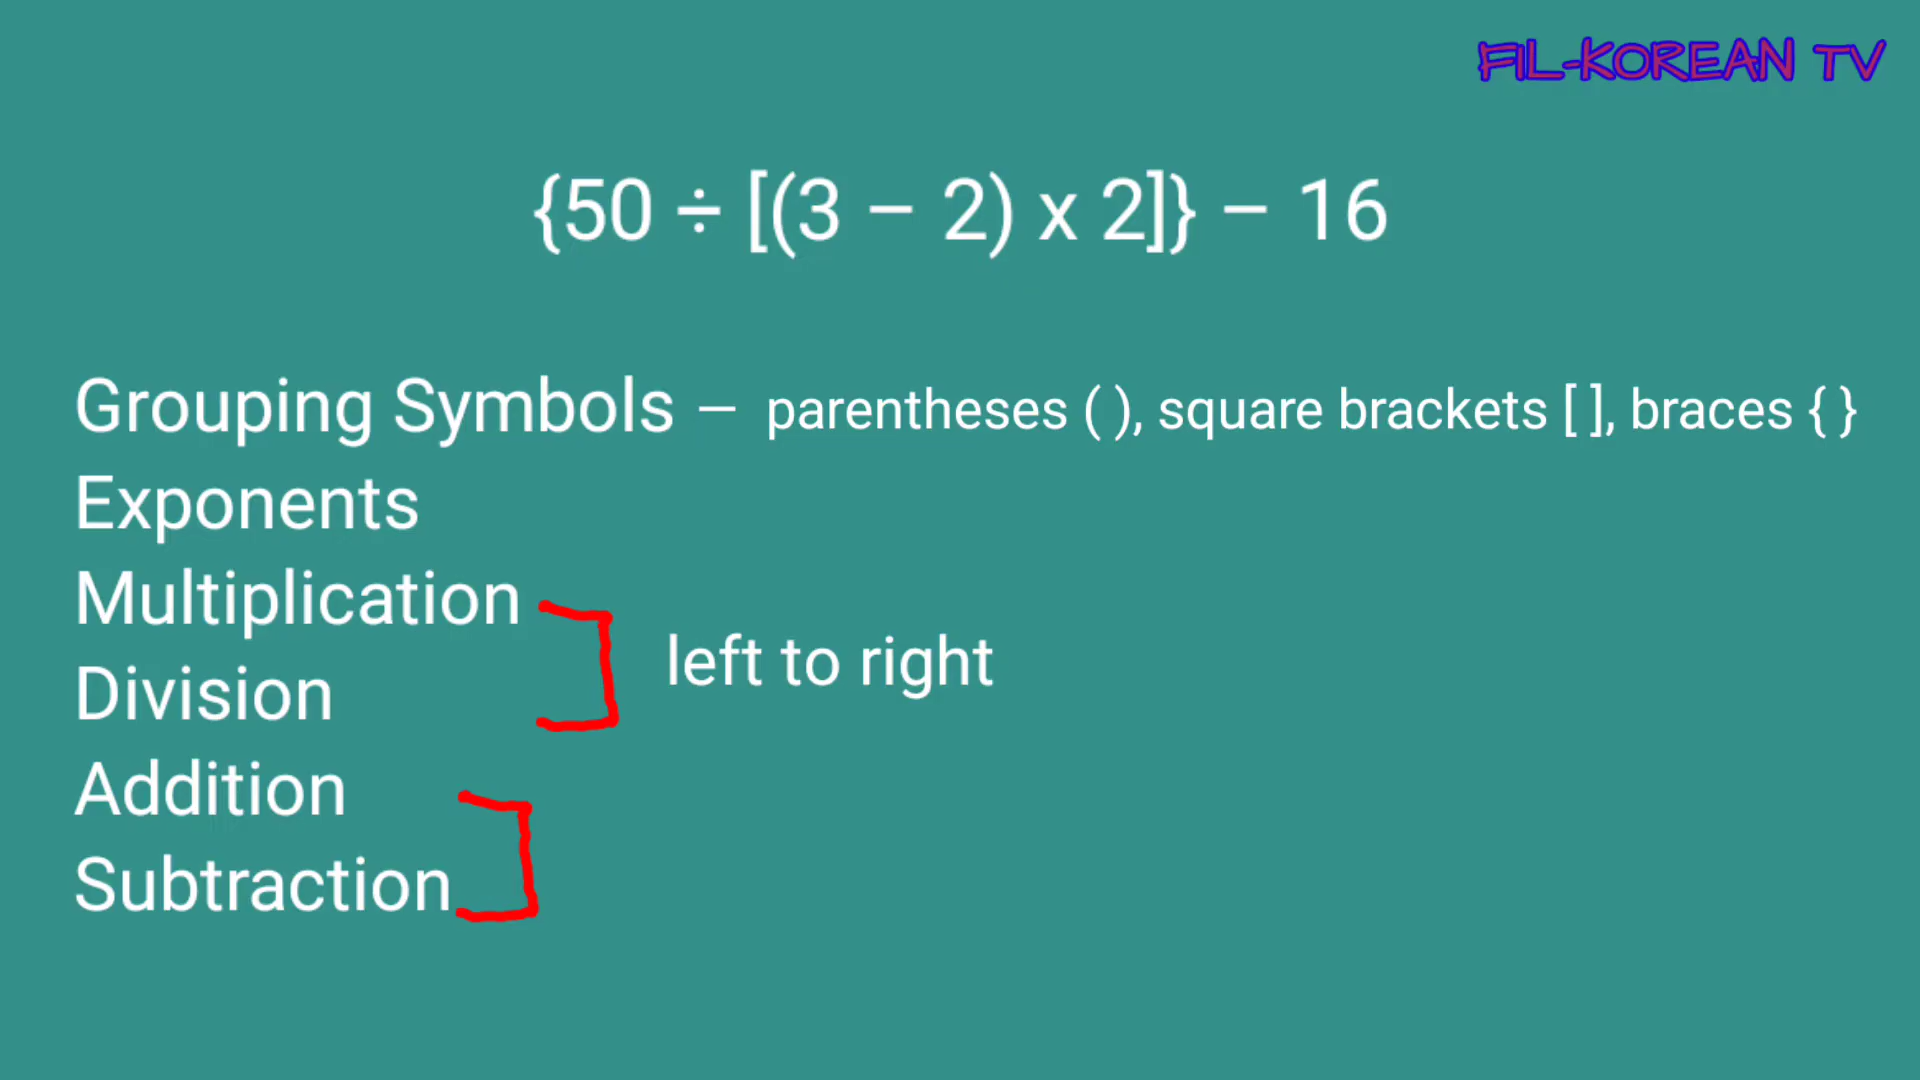 FIL-KOREAN TV
{50 ÷ [(3 – 2) x 2]} – 16
Grouping Symbols – parentheses ( ), square brackets [ ], braces { }
Exponents
Multiplication
left to right
Division
Addition
Subtraction